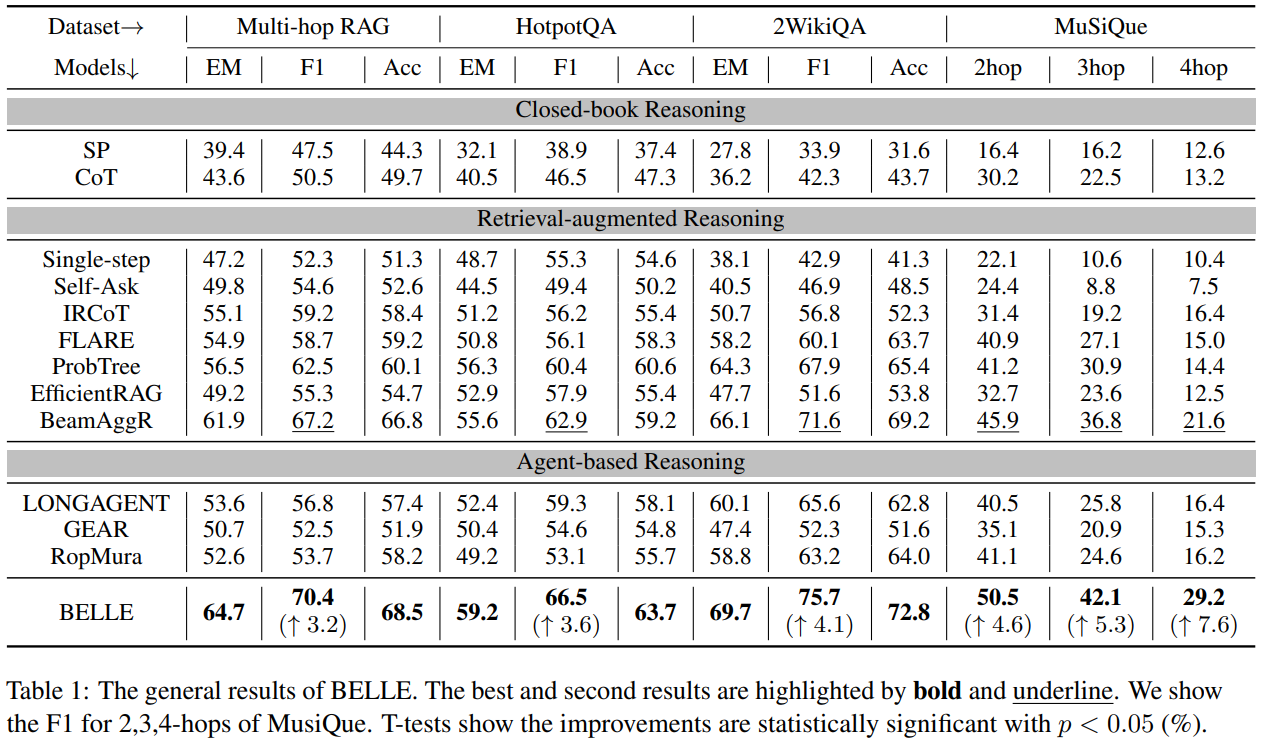 Dataset→ Multi-hop RAG HotpotQA 2WikiQA MuSiQue
Models↓ EM F1 Acc EM F1 Acc EM F1 Acc 2hop 3hop 4hop
Closed-book Reasoning
SP 39.4 47.5 44.3 32.1 38.9 37.4 27.8 33.9 31.6 16.4 16.2 12.6
CoT 43.6 50.5 49.7 40.5 46.5 47.3 36.2 42.3 43.7 30.2 22.5 13.2
Retrieval-augmented Reasoning
Single-step 47.2 52.3 51.3 48.7 55.3 54.6 38.1 42.9 41.3 22.1 10.6 10.4
Self-Ask 49.8 54.6 52.6 44.5 49.4 50.2 40.5 46.9 48.5 24.4 8.8 7.5
IRCoT 55.1 59.2 58.4 51.2 56.2 55.4 50.7 56.8 52.3 31.4 19.2 16.4
FLARE 54.9 58.7 59.2 50.8 56.1 58.3 58.2 60.1 63.7 40.9 27.1 15.0
ProbTree 56.5 62.5 60.1 56.3 60.4 60.6 64.3 67.9 65.4 41.2 30.9 14.4
EfficientRAG 49.2 55.3 54.7 52.9 57.9 55.4 47.7 51.6 53.8 32.7 23.6 12.5
BeamAggR 61.9 67.2 66.8 55.6 62.9 59.2 66.1 71.6 69.2 45.9 36.8 21.6
Agent-based Reasoning
LONGAGENT 53.6 56.8 57.4 52.4 59.3 58.1 60.1 65.6 62.8 40.5 25.8 16.4
GEAR 50.7 52.5 51.9 50.4 54.6 54.8 47.4 52.3 51.6 35.1 20.9 15.3
RopMura 52.6 53.7 58.2 49.2 53.1 55.7 58.8 63.2 64.0 41.1 24.6 16.2
BELLE 64.7 70.4 68.5 59.2 66.5 63.7 69.7 75.7 72.8 50.5 42.1 29.2
(↑ 3.2) (↑ 3.6) (↑ 4.1) (↑ 4.6) (↑ 5.3) (↑ 7.6)
Table 1: The general results of BELLE. The best and second results are highlighted by bold and underline. We show
the F1 for 2,3,4-hops of MusiQue. T-tests show the improvements are statistically significant with p < 0.05 (%).